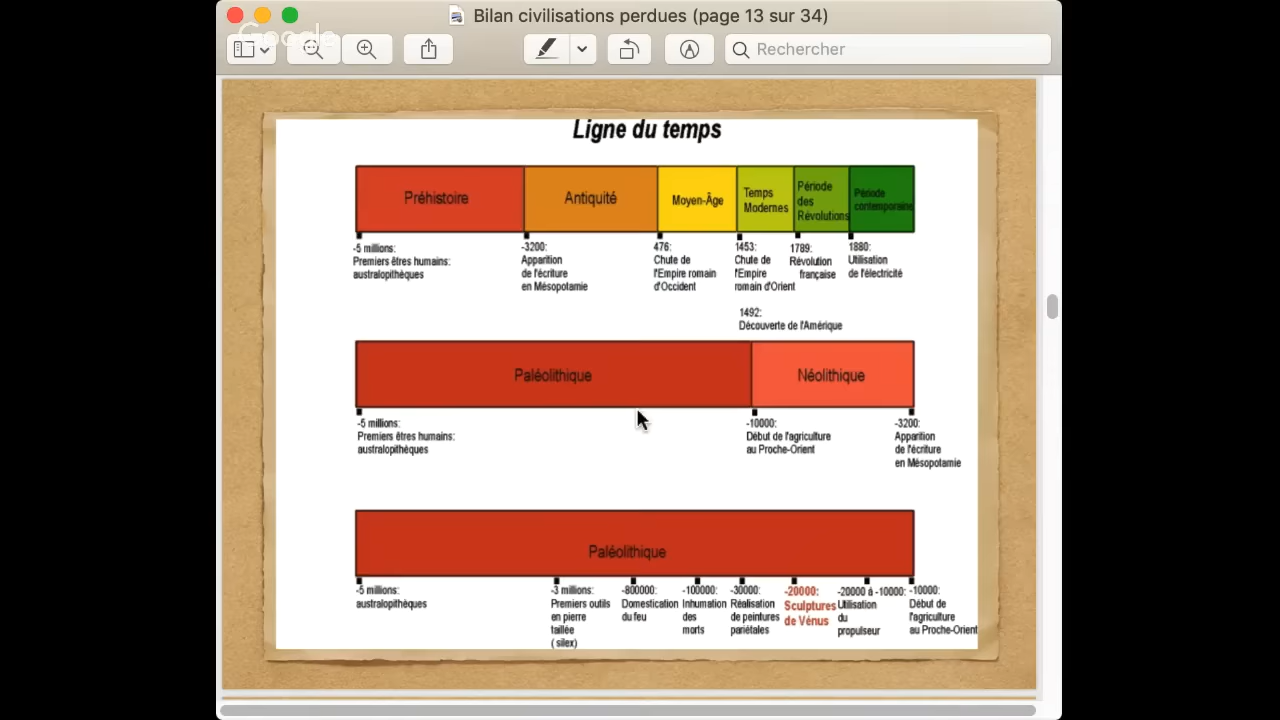 Bilan civilisations perdues (page 13 sur 34)
Google
Rechercher
Ligne du temps
Préhistoire
Antiquité
Moyen-Âge
Temps
Modernes
Période
des
Révolutions
Période
contemporaine
-5 millions:
Premiers êtres humains:
australopithèques
-3200:
Apparition
de l'écriture
en Mésopotamie
476:
Chute de
l'Empire romain
d'Occident
1453:
Chute de
l'Empire
romain d'Orient
1789:
Révolution
française
1880:
Utilisation
de l'électricité
1492:
Découverte de l'Amérique
Paléolithique
Néolithique
-5 millions:
Premiers êtres humains:
australopithèques
-10000:
Début de l'agriculture
au Proche-Orient
-3200:
Apparition
de l'écriture
en Mésopotamie
Paléolithique
-5 millions:
australopithèques
-3 millions:
Premiers outils
en pierre
taillée
( silex)
-800000:
Domestication
du feu
-100000:
Inhumation
des
morts
-30000:
Réalisation
de peintures
pariétales
-20000:
Sculptures
de Vénus
-20000 à -10000:
Utilisation
du
propulseur
-10000:
Début de
l'agriculture
au Proche-Orient